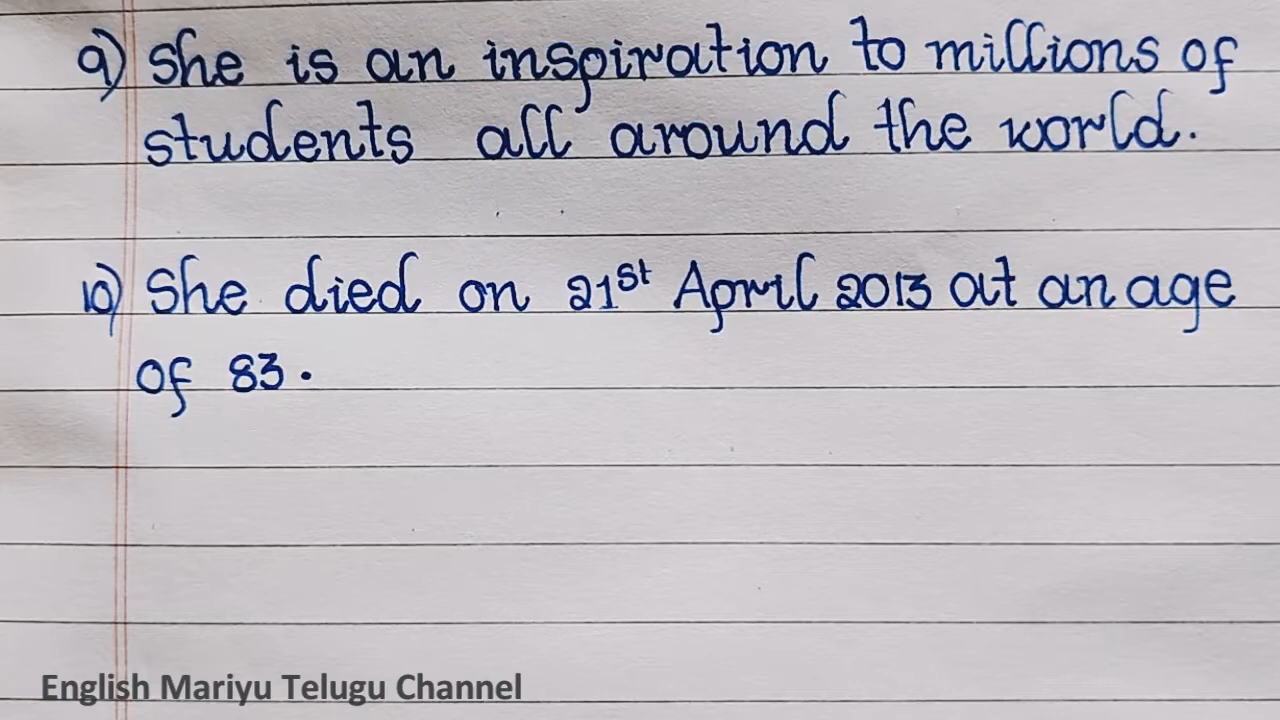 9) She is an inspiration to millions of
students all around the world.
10) She died on 21st April 2013 at an age
of 83.
English Mariyu Telugu Channel